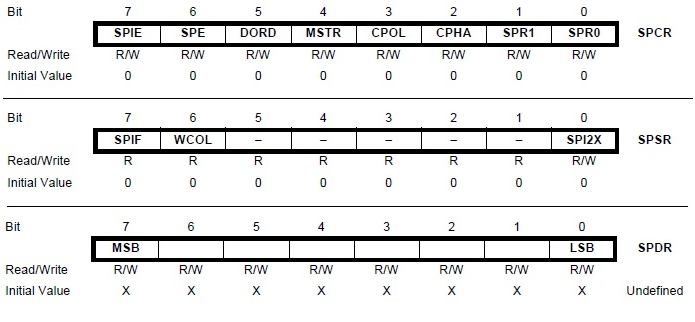 Bit 7 6 5 4 3 2 1 0
SPIE SPE DORD MSTR CPOL CPHA SPR1 SPR0 SPCR
Read/Write R/W R/W R/W R/W R/W R/W R/W R/W
Initial Value 0 0 0 0 0 0 0 0
Bit 7 6 5 4 3 2 1 0
SPIF WCOL – – – – – SPI2X SPSR
Read/Write R R R R R R R R/W
Initial Value 0 0 0 0 0 0 0 0
Bit 7 6 5 4 3 2 1 0
MSB LSB SPDR
Read/Write R/W R/W R/W R/W R/W R/W R/W R/W
Initial Value X X X X X X X X Undefined